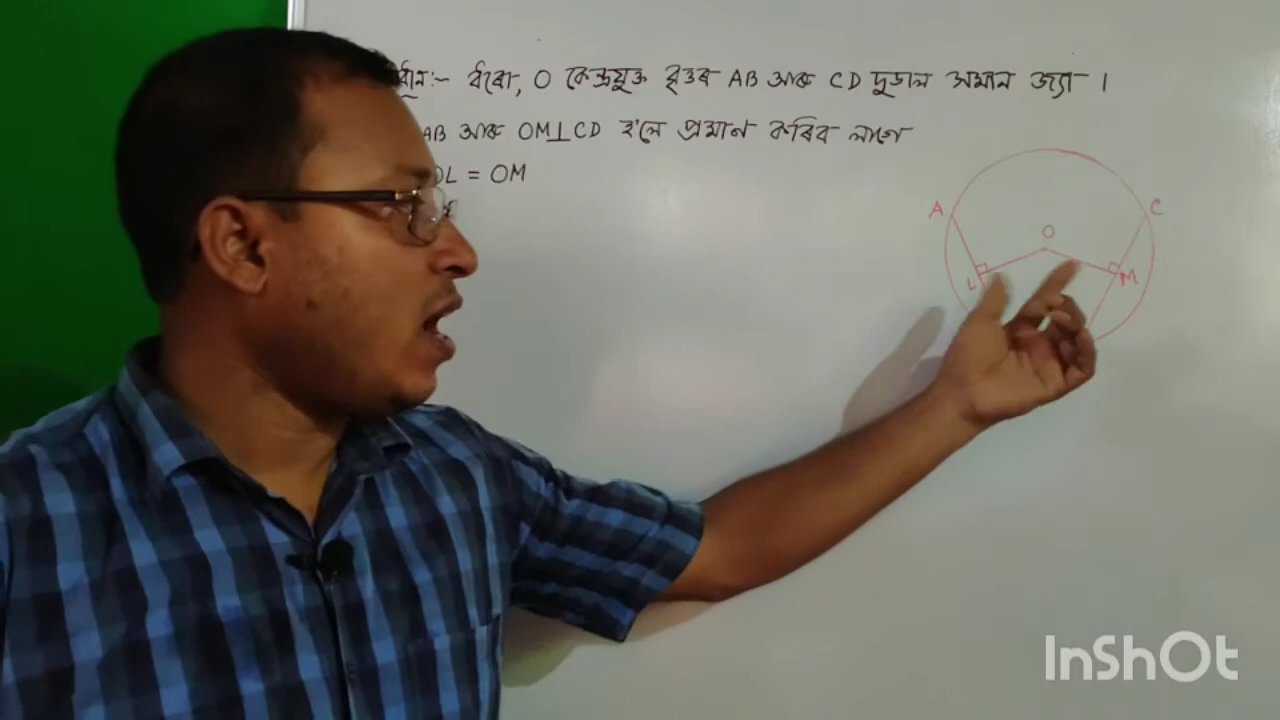 ধৰো, O কেন্দ্ৰযুক্ত বৃত্তৰ AB আৰু CD দুডাল সমান জ্যা ।
AB আৰু OM⊥CD হ'লে প্ৰমাণ কৰিব লাগে
OL = OM
A
C
O
L
M
InShOt